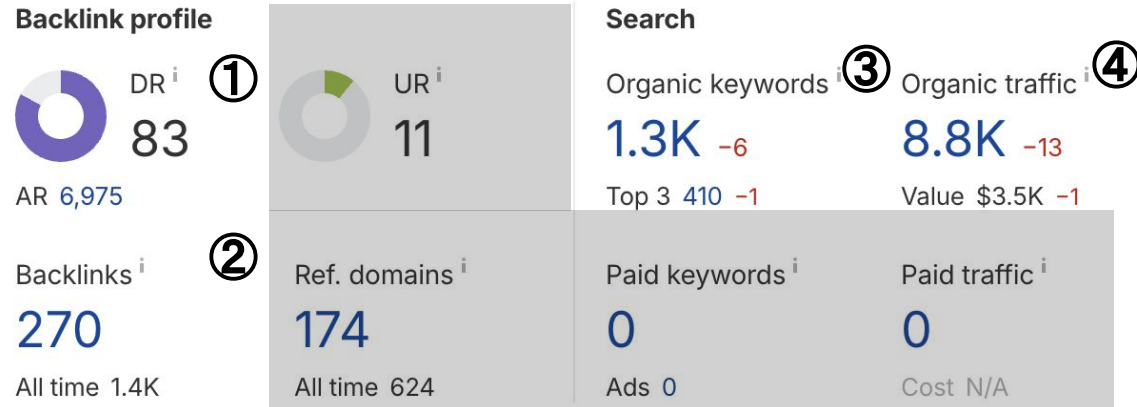 Backlink profile
DR i ①
83
AR 6,975
UR i
11
Backlinks i ②
270
All time 1.4K
Ref. domains i
174
All time 624
Search
Organic keywords i ③
1.3K -6
Top 3 410 -1
Organic traffic i ④
8.8K -13
Value $3.5K -1
Paid keywords i
0
Ads 0
Paid traffic i
0
Cost N/A